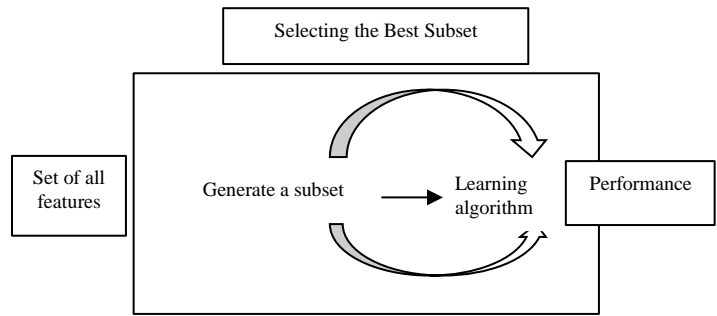 Selecting the Best Subset
Set of all
features
Generate a subset
Learning
algorithm
Performance